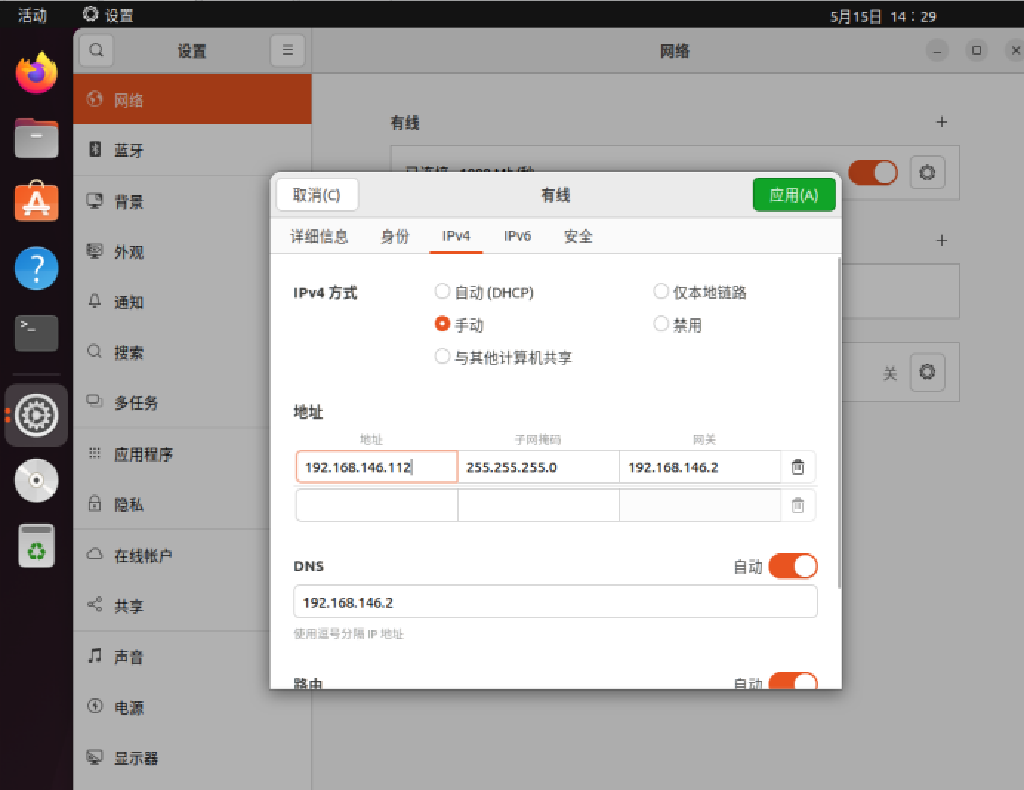 活动 设置 5月15日 14：29
设置 网络
网络
蓝牙
背景
外观
通知
搜索
多任务
应用程序
隐私
在线帐户
共享
声音
电源
显示器
有线
关
取消(C) 有线 应用(A)
详细信息 身份 IPv4 IPv6 安全
IPv4 方式 自动 (DHCP) 仅本地链路
手动 禁用
与其他计算机共享
地址
地址 子网掩码 网关
192.168.146.112 255.255.255.0 192.168.146.2
DNS 自动
192.168.146.2
使用逗号分隔 IP 地址
路由 自动